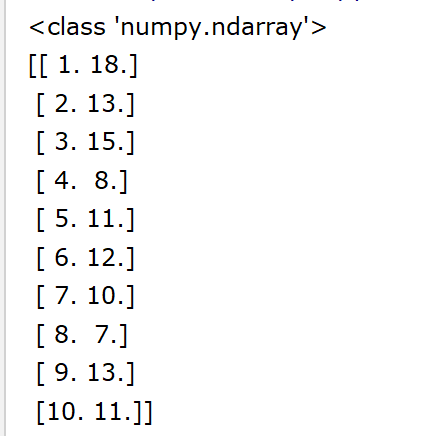 <class 'numpy.ndarray'>
[[ 1. 18.]
 [ 2. 13.]
 [ 3. 15.]
 [ 4.  8.]
 [ 5. 11.]
 [ 6. 12.]
 [ 7. 10.]
 [ 8.  7.]
 [ 9. 13.]
 [10. 11.]]